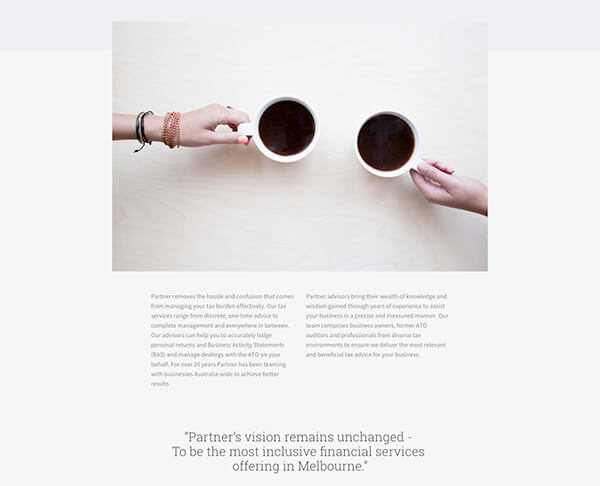 Partner removes the hassle and confusion that comes
from managing your tax burden effectively. Our tax
services range from discrete, one-time advice to
complete management and everywhere in between.
Our advisors can help you to accurately lodge
personal returns and Business Activity Statements
(BAS) and manage dealings with the ATO on your
behalf. For over 20 years Partner has been teaming
with businesses Australia-wide to achieve better
results
Partner advisors bring their wealth of knowledge and
wisdom gained through years of experience to assist
your business in a precise and measured manner. Our
team comprises business owners, former ATO
auditors and professionals from diverse tax
environments to ensure we deliver the most relevant
and beneficial tax advice for your business.
“Partner’s vision remains unchanged -
To be the most inclusive financial services
offering in Melbourne.”